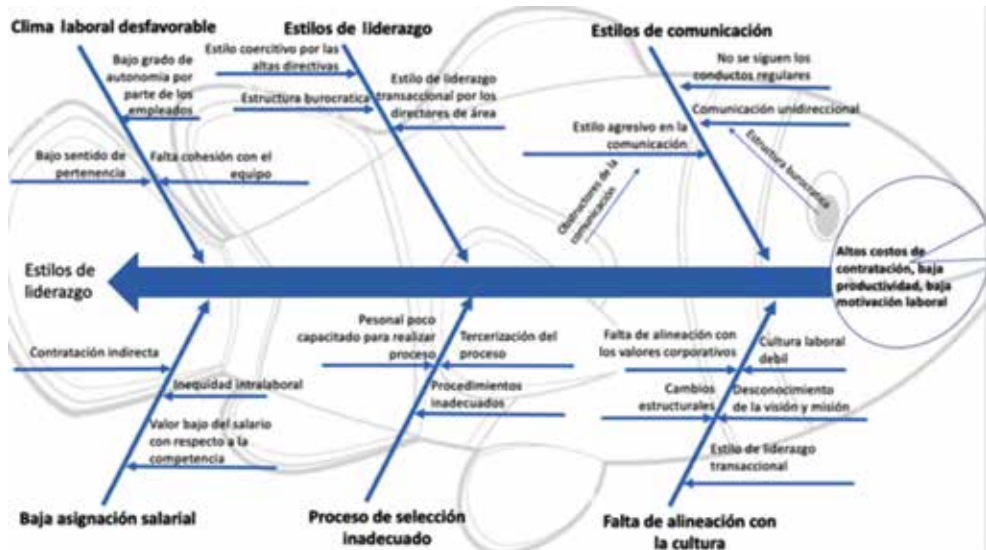 Clima laboral desfavorable
Bajo grado de
autonomia por
parte de los
empleados
Bajo sentido de
pertenencia
Falta cohesión con el
equipo
Estilos de liderazgo
Estilo coercitivo por las
altas directivas
Estructura burocratica
Estilo de liderazgo
transaccional por los
directores de área
Estilos de comunicación
No se siguen los
conductos regulares
Comunicación unidireccional
Estilo agresivo en la
comunicación
Obstructores de la
comunicación
Estructura burocratica
Estilos de
liderazgo
Altos costos de
contratación, baja
productividad, baja
motivación laboral
Contratación indirecta
Inequidad intralaboral
Valor bajo del salario
con respecto a la
competencia
Baja asignación salarial
Pesonal poco
capacitado para realizar
proceso
Tercerización del
proceso
Procedimientos
inadecuados
Proceso de selección
inadecuado
Falta de alineación con
los valores corporativos
Cultura laboral
debil
Cambios
estructurales
Desconocimiento
de la visión y misión
Estilo de liderazgo
transaccional
Falta de alineación con
la cultura